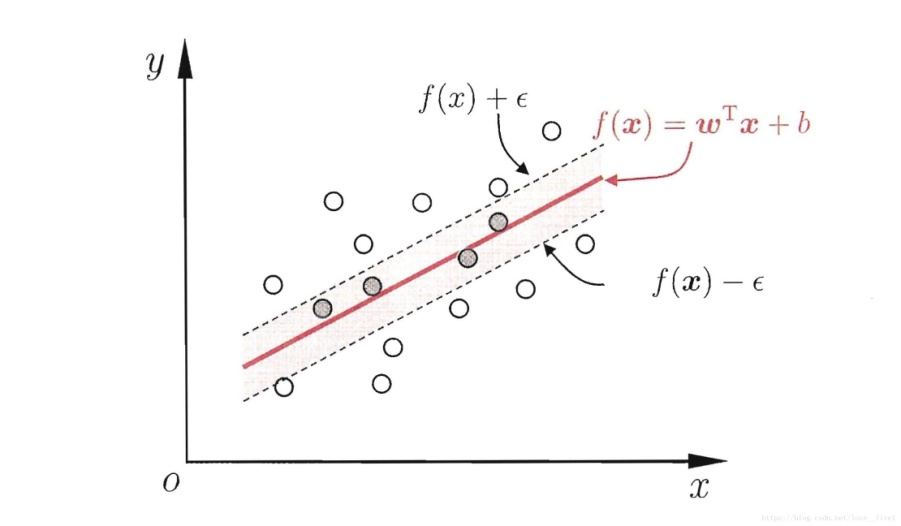 y
f(x) + ϵ
f(x) = wᵀx + b
f(x) − ϵ
O
x